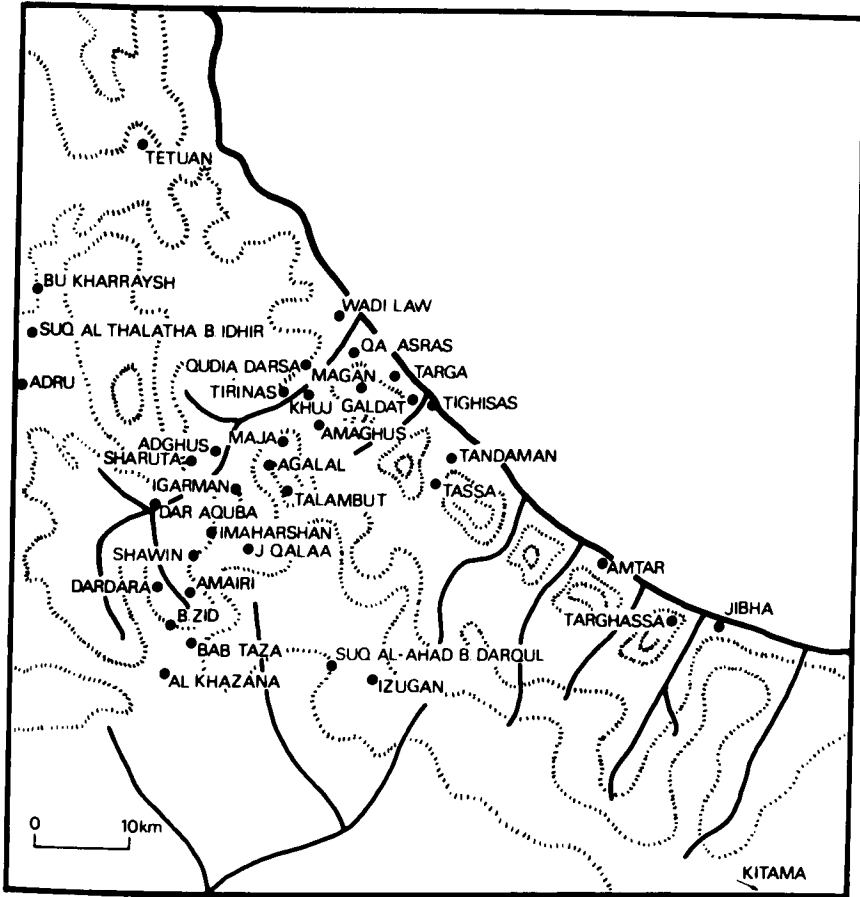 TETUAN
BU KHARRAYSH
WADI LAW
SUQ AL THALATHA B. IDHIR
QA ASRAS
QUDIA DARSA
MAGAN
TARGA
ADRU
TIRINAS
KHUJ
GALDAT
TIGHISAS
AMAGHUS
MAJA
ADGHUS
SHARUTA
AGALAL
TANDAMAN
IGARMAN
TALAMBUT
TASSA
DAR AQUBA
IMAHARSHAN
SHAWIN
J QALAA
AMTAR
DARDARA
AMAIRI
JIBHA
B.ZID
TARGHASSA
BAB TAZA
SUQ AL-AHAD B. DARQUL
AL KHAZANA
IZUGAN
0 10km
KITAMA